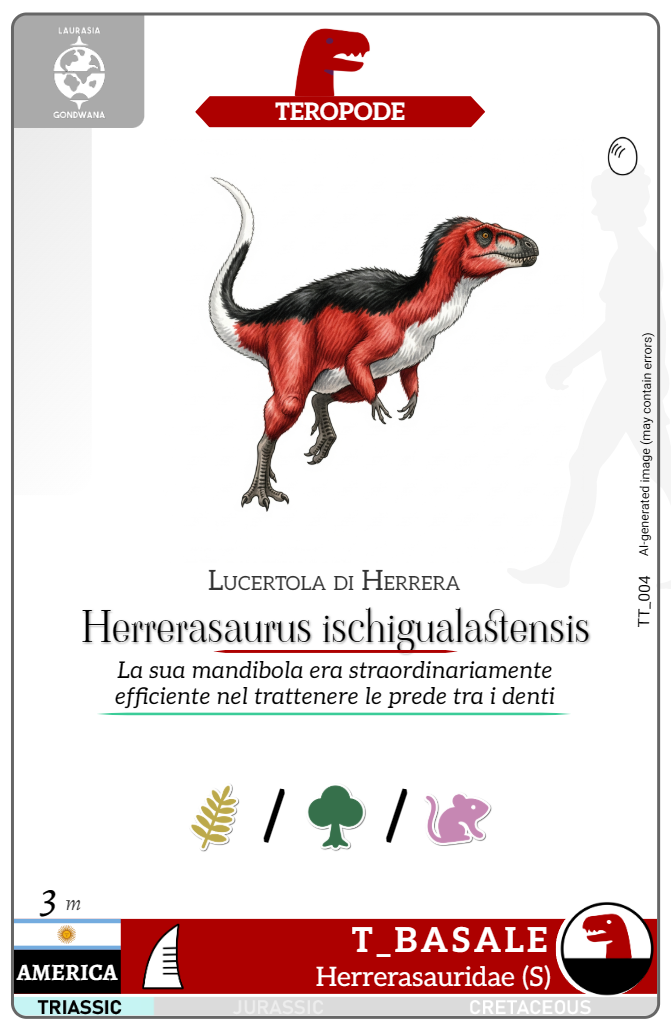 LAURASIA
GONDWANA
TEROPODE
AI-generated image (may contain errors)
TT_004
Lucertola di Herrera
Herrerasaurus ischigualastensis
La sua mandibola era straordinariamente
efficiente nel trattenere le prede tra i denti
/ /
3 m
AMERICA
T_BASALE
Herrerasauridae (S)
TRIASSIC JURASSIC CRETACEOUS